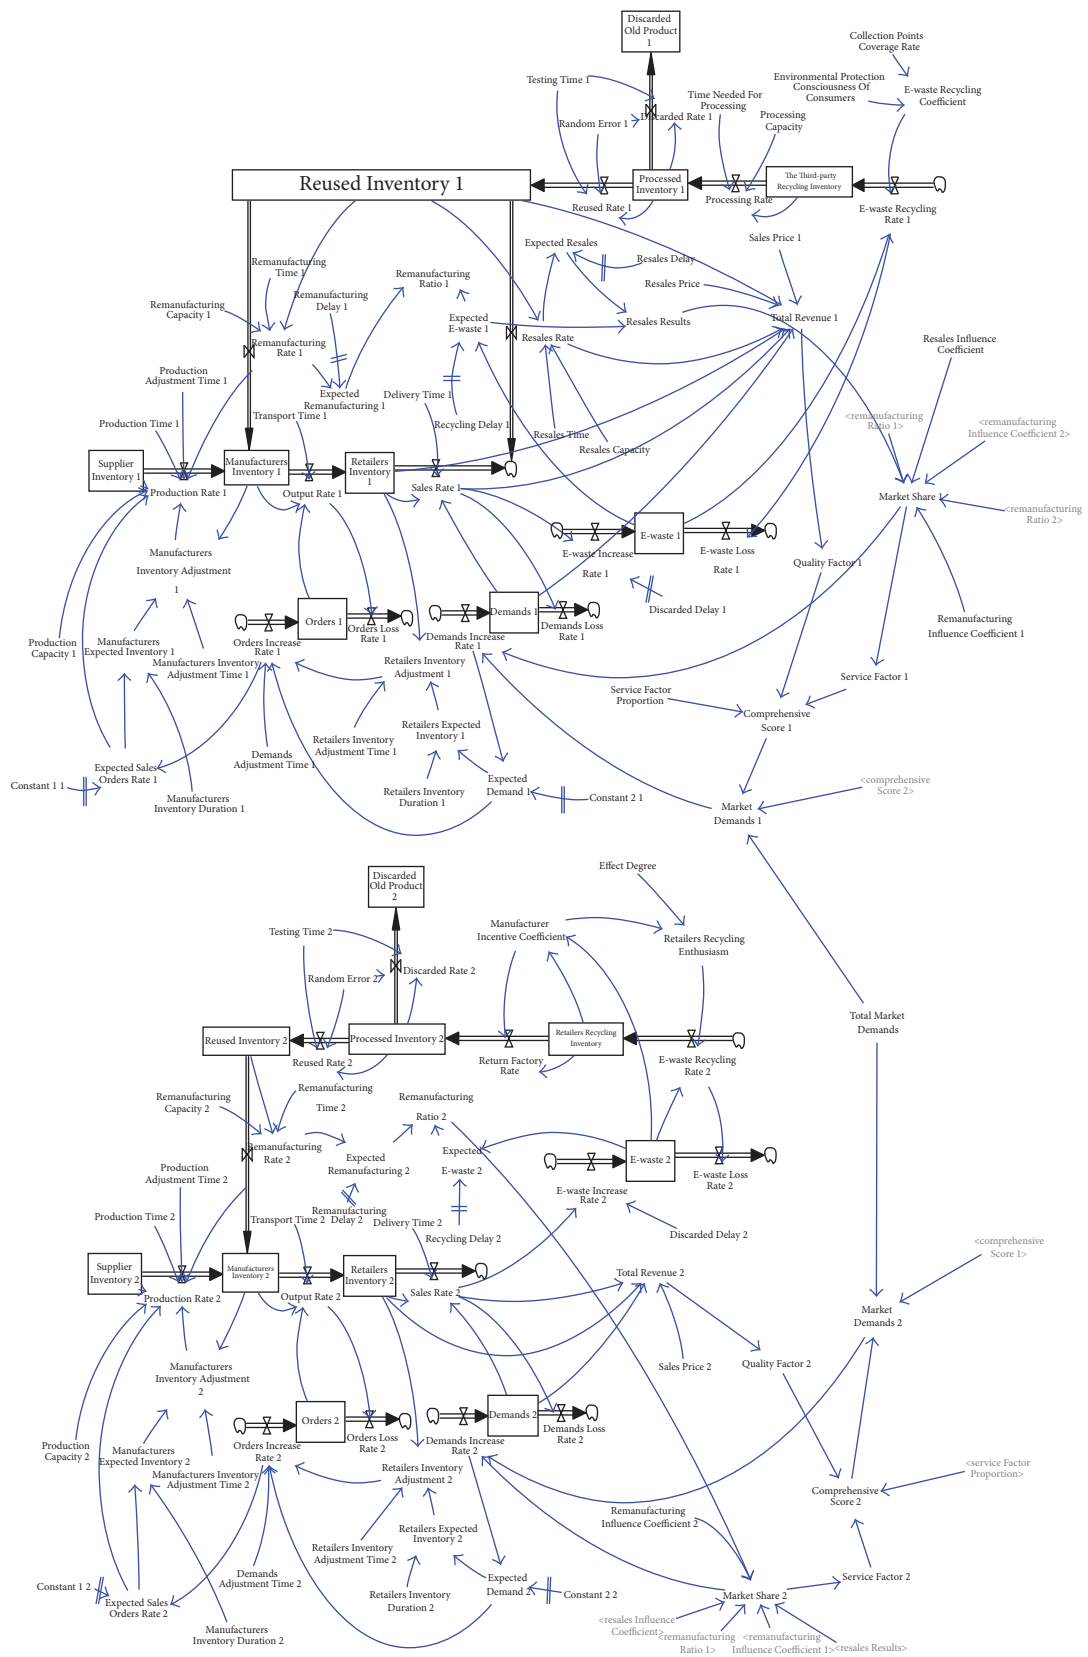 Discarded
Old Product
1
Collection Points
Coverage Rate
Testing Time 1
Environmental Protection
Consciousness Of
Consumers
E-waste Recycling
Coefficient
Time Needed For
Processing
Random Error 1
Discarded Rate 1
Processing
Capacity
Reused Inventory 1
Processed
Inventory 1
The Third-party
Recycling Inventory
Reused Rate 1
Processing Rate
E-waste Recycling
Rate 1
Sales Price 1
Expected Resales
Remanufacturing
Time 1
Remanufacturing
Ratio 1
Resales Delay
Resales Price
Remanufacturing
Delay 1
Remanufacturing
Capacity 1
Expected
E-waste 1
Resales Results
Total Revenue 1
Remanufacturing
Rate 1
Resales Rate
Resales Influence
Coefficient
Production
Adjustment Time 1
Expected
Remanufacturing 1
Delivery Time 1
Transport Time 1
Production Time 1
Recycling Delay 1
Resales Time
Resales Capacity
<remanufacturing
Ratio 1>
<remanufacturing
Influence Coefficient 2>
Supplier
Inventory 1
Manufacturers
Inventory 1
Retailers
Inventory
1
Production Rate 1
Output Rate 1
Sales Rate 1
Market Share 1
<remanufacturing
Ratio 2>
E-waste 1
E-waste Increase
Rate 1
E-waste Loss
Rate 1
Manufacturers
Inventory Adjustment
1
Quality Factor 1
Discarded Delay 1
Orders 1
Demands 1
Orders Increase
Rate 1
Orders Loss
Rate 1
Demands Increase
Rate 1
Demands Loss
Rate 1
Remanufacturing
Influence Coefficient 1
Production
Capacity 1
Manufacturers
Expected Inventory 1
Manufacturers Inventory
Adjustment Time 1
Retailers Inventory
Adjustment 1
Service Factor 1
Service Factor
Proportion
Comprehensive
Score 1
Retailers Expected
Inventory 1
Retailers Inventory
Adjustment Time 1
Demands
Adjustment Time 1
Expected Sales
Orders Rate 1
Constant 1 1
Manufacturers
Inventory Duration 1
Retailers Inventory
Duration 1
Expected
Demand 1
Constant 2 1
<comprehensive
Score 2>
Market
Demands 1
Effect Degree
Discarded
Old Product
2
Manufacturer
Incentive Coefficient
Retailers Recycling
Enthusiasm
Testing Time 2
Random Error 2
Discarded Rate 2
Total Market
Demands
Reused Inventory 2
Processed Inventory 2
Retailers Recycling
Inventory
Reused Rate 2
Return Factory
Rate
E-waste Recycling
Rate 2
Remanufacturing
Time 2
Remanufacturing
Capacity 2
Remanufacturing
Ratio 2
Remanufacturing
Rate 2
Expected
Remanufacturing 2
Expected
E-waste 2
E-waste 2
E-waste Loss
Rate 2
E-waste Increase
Rate 2
Production
Adjustment Time 2
Remanufacturing
Delay 2
Production Time 2
Transport Time 2
Delivery Time 2
Recycling Delay 2
Discarded Delay 2
<comprehensive
Score 1>
Supplier
Inventory 2
Manufacturers
Inventory 2
Retailers
Inventory 2
Total Revenue 2
Production Rate 2
Output Rate 2
Sales Rate 2
Market
Demands 2
Manufacturers
Inventory Adjustment
2
Sales Price 2
Quality Factor 2
Orders 2
Demands 2
Orders Increase
Rate 2
Orders Loss
Rate 2
Demands Increase
Rate 2
Demands Loss
Rate 2
Production
Capacity 2
Manufacturers
Expected Inventory 2
Manufacturers Inventory
Adjustment Time 2
Retailers Inventory
Adjustment 2
<service Factor
Proportion>
Comprehensive
Score 2
Remanufacturing
Influence Coefficient 2
Retailers Expected
Inventory 2
Retailers Inventory
Adjustment Time 2
Demands
Adjustment Time 2
Constant 1 2
Expected Sales
Orders Rate 2
Retailers Inventory
Duration 2
Expected
Demand 2
Constant 2 2
Service Factor 2
Market Share 2
Manufacturers
Inventory Duration 2
<resales Influence
Coefficient>
<remanufacturing
Ratio 1>
<remanufacturing
Influence Coefficient 1>
<resales Results>